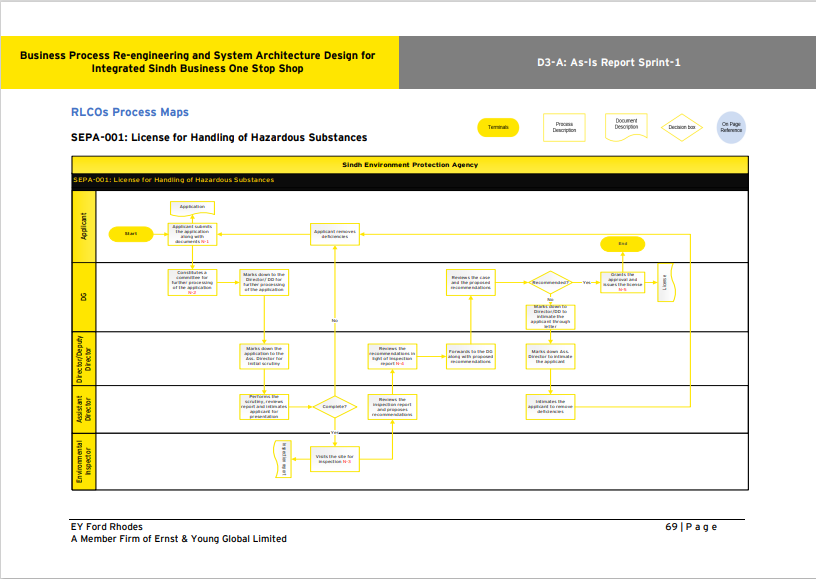 Business Process Re-engineering and System Architecture Design for
Integrated Sindh Business One Stop Shop
D3-A: As-Is Report Sprint-1
RLCOs Process Maps
Terminals
Process
Description
Document
Description
Decision box
On Page
Reference
SEPA-001: License for Handling of Hazardous Substances
Sindh Environment Protection Agency
SEPA-001: License for Handling of Hazardous Substances
Applicant
Application
Start
Applicant submits
the application
along with
documents N-1
Applicant removes
deficiencies
End
DG
Constitutes a
committee for
further processing
of the application
N-2
Marks down to the
Director/ DD for
further processing
of the application
No
Reviews the case
and the proposed
recommendations
Recommended?
Yes
No
Grants the
approval and
issues the license
N-5
License
Marks down to
Director/DD to
intimate the
applicant through
letter
Director/Deputy
Director
Marks down the
application to the
Ass. Director for
initial scrutiny
Reviews the
recommendations in
light of inspection
report N-4
Forwards to the DG
along with proposed
recommendations
Marks down Ass.
Director to intimate
the applicant
Assistant
Director
Performs the
scrutiny, reviews
report and intimates
applicant for
presentation
Complete?
Yes
Reviews the
inspection report
and proposes
recommendations
Intimates the
applicant to remove
deficiencies
Environmental
Inspector
Inspection report
Visits the site for
inspection N-3
EY Ford Rhodes
A Member Firm of Ernst & Young Global Limited
69 | P a g e